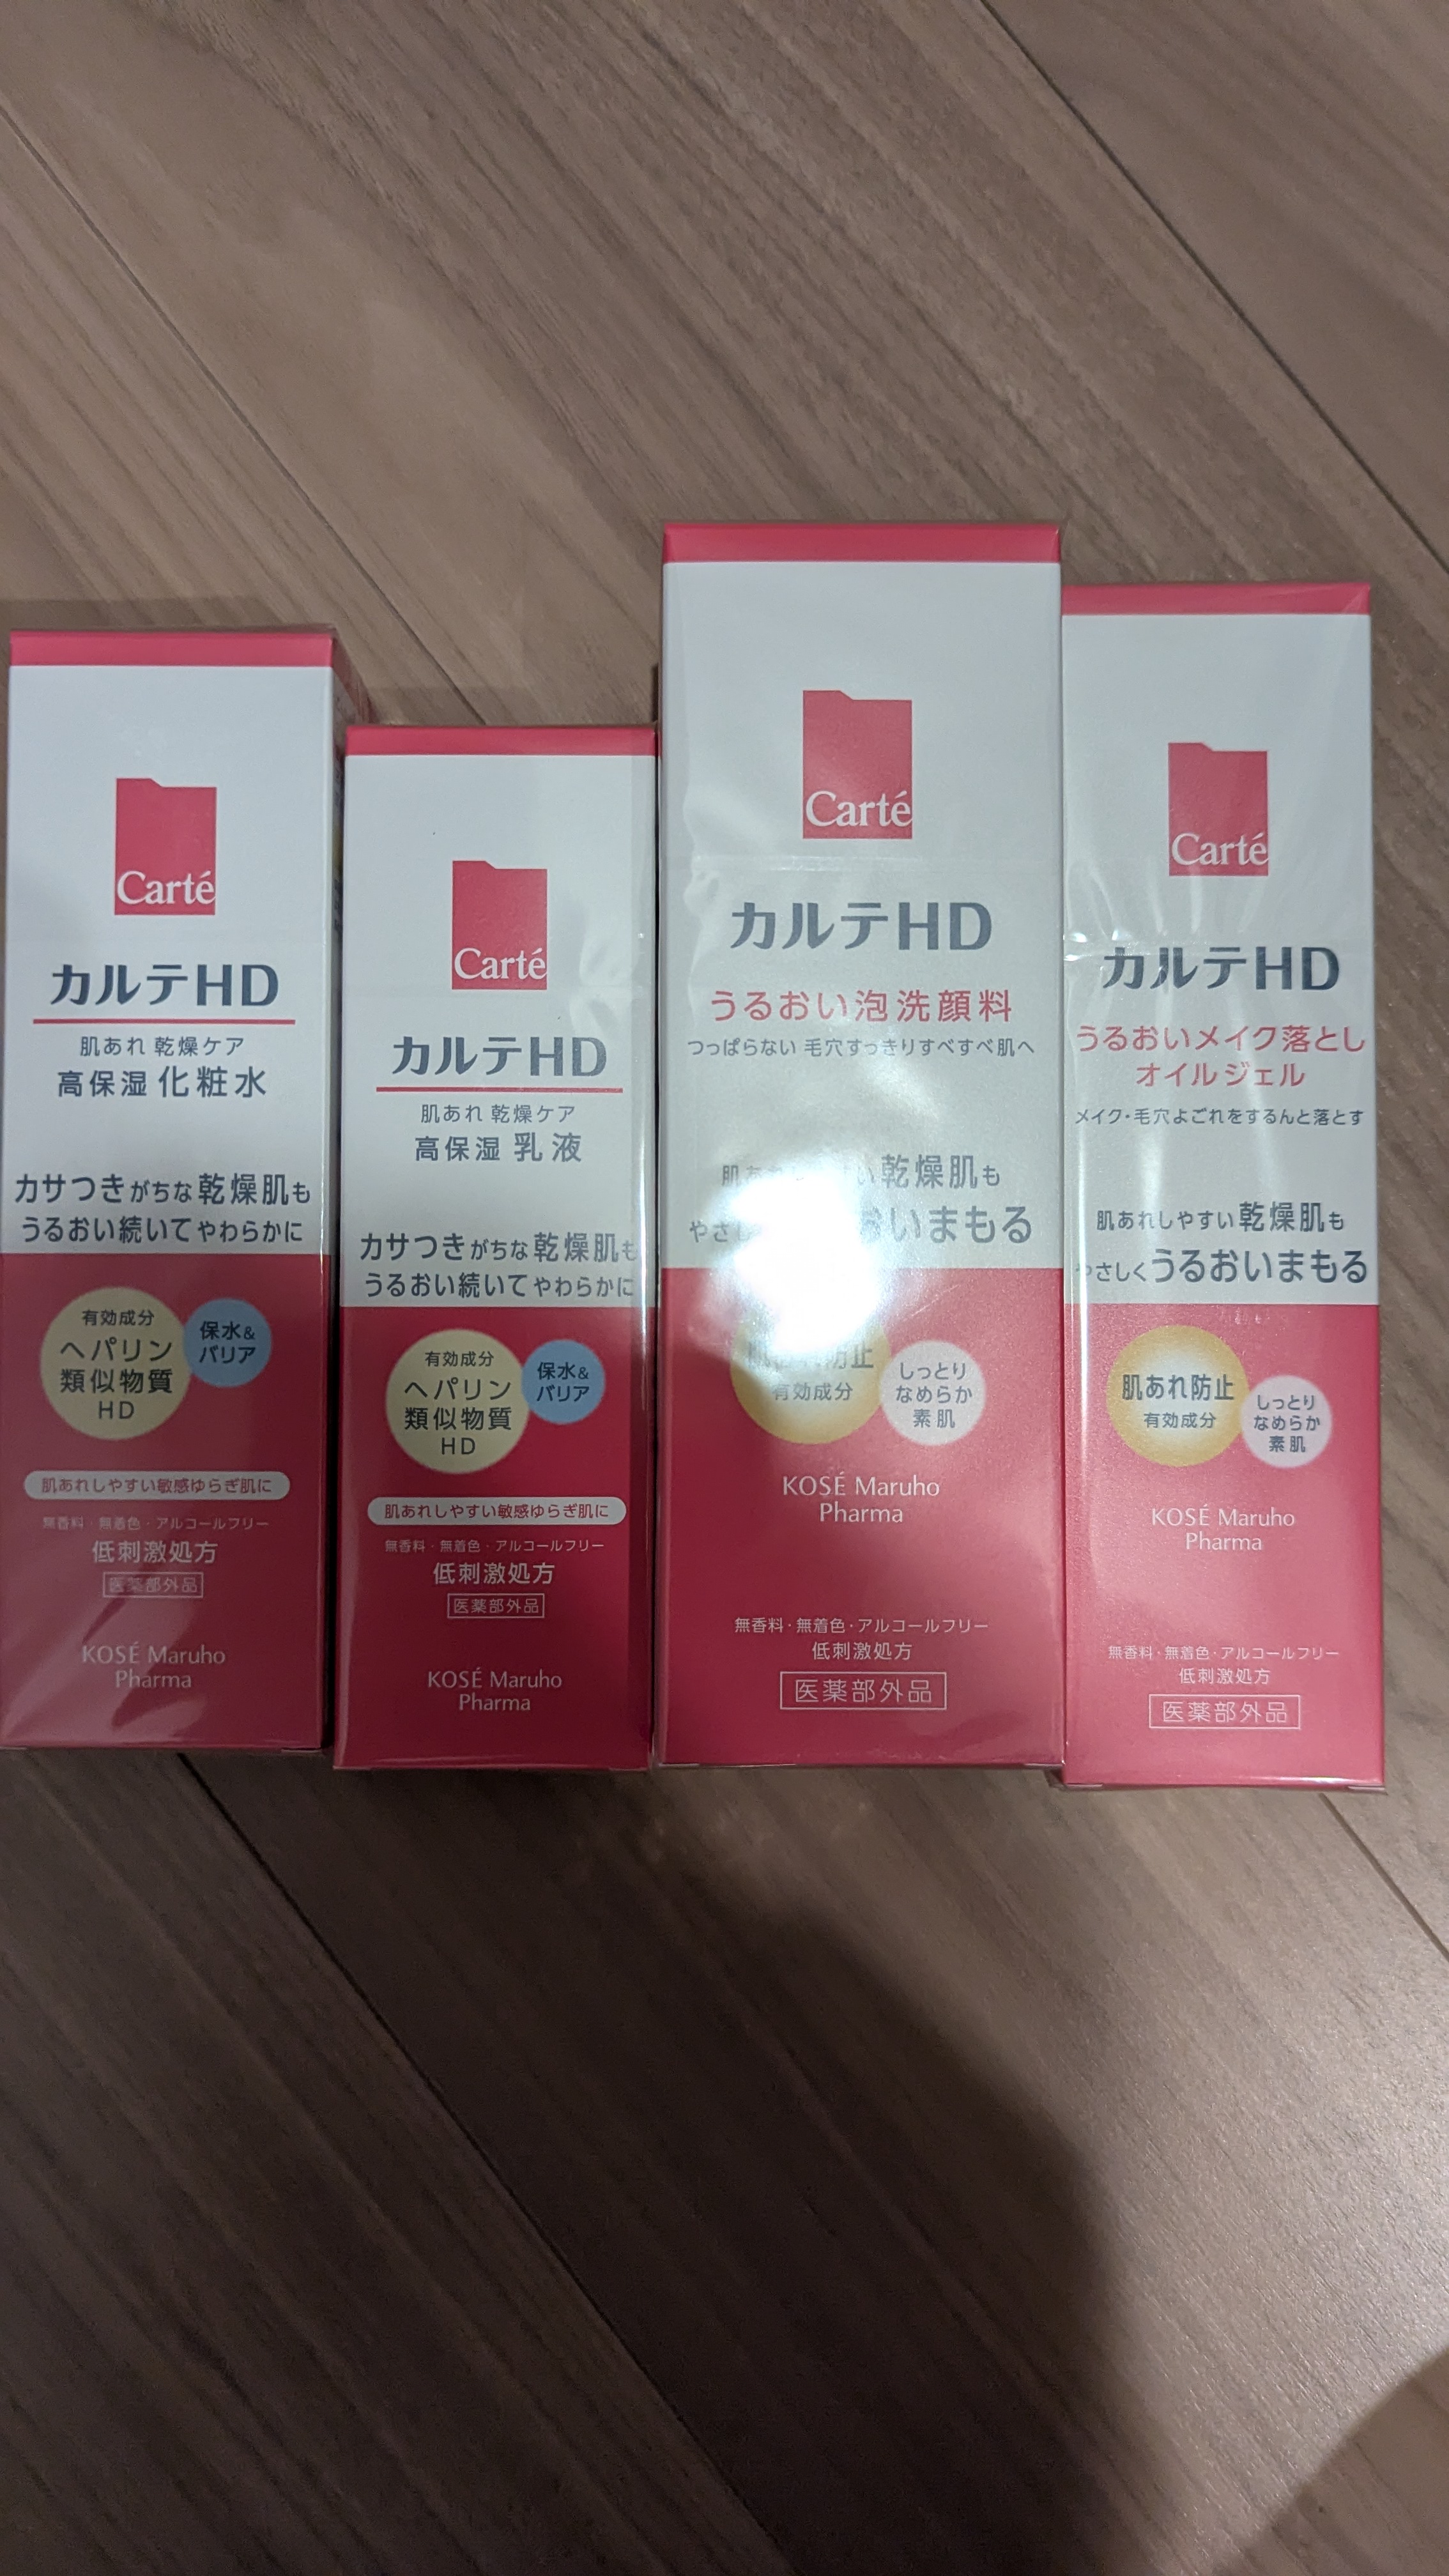 Carté
カルテHD
肌あれ 乾燥ケア
高保湿 化粧水
カサつきがちな乾燥肌も
うるおい続いてやわらかに
有効成分
ヘパリン
類似物質
HD
保水&
バリア
肌あれしやすい敏感ゆらぎ肌に
無香料・無着色・アルコールフリー
低刺激処方
医薬部外品
KOSÉ Maruho
Pharma
Carté
カルテHD
肌あれ 乾燥ケア
高保湿 乳液
カサつきがちな乾燥肌も
うるおい続いてやわらかに
有効成分
ヘパリン
類似物質
HD
保水&
バリア
肌あれしやすい敏感ゆらぎ肌に
無香料・無着色・アルコールフリー
低刺激処方
医薬部外品
KOSÉ Maruho
Pharma
Carté
カルテHD
うるおい泡洗顔料
つっぱらない 毛穴すっきりすべすべ肌へ
乾燥肌も
おいまもる
有効成分
しっとり
なめらか
素肌
KOSÉ Maruho
Pharma
無香料・無着色・アルコールフリー
低刺激処方
医薬部外品
Carté
カルテHD
うるおいメイク落とし
オイルジェル
メイク・毛穴よごれをするんと落とす
肌あれしやすい乾燥肌も
やさしくうるおいまもる
肌あれ防止
有効成分
しっとり
なめらか
素肌
KOSÉ Maruho
Pharma
無香料・無着色・アルコールフリー
低刺激処方
医薬部外品